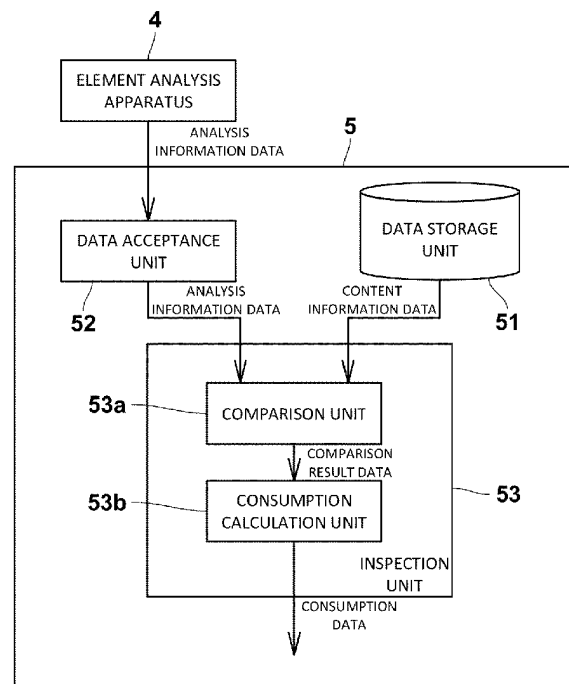 4
ELEMENT ANALYSIS
APPARATUS
ANALYSIS
INFORMATION DATA
5
DATA ACCEPTANCE
UNIT
52
DATA STORAGE
UNIT
51
ANALYSIS
INFORMATION DATA
CONTENT
INFORMATION DATA
53a
COMPARISON UNIT
COMPARISON
RESULT DATA
53b
CONSUMPTION
CALCULATION UNIT
53
INSPECTION
UNIT
CONSUMPTION
DATA